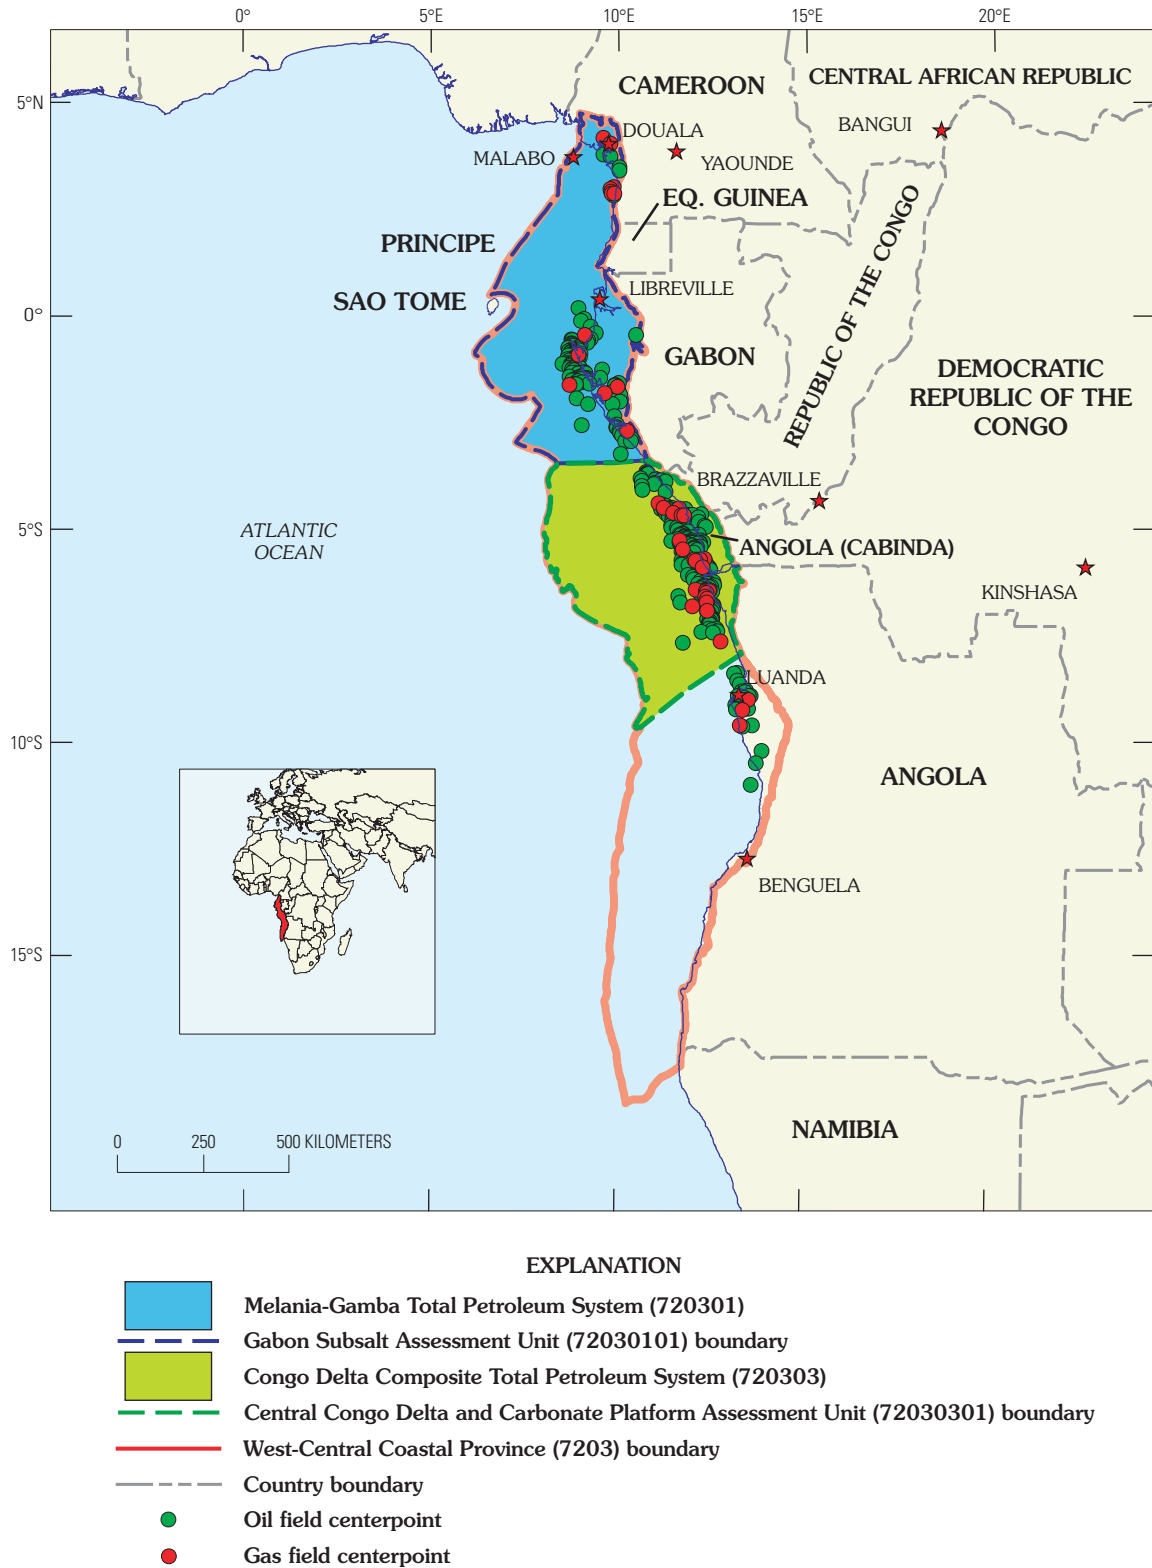 0°
5°E
10°E
15°E
20°E
5°N
0°
5°S
10°S
15°S
CAMEROON
CENTRAL AFRICAN REPUBLIC
DOUALA
BANGUI
MALABO
YAOUNDE
EQ. GUINEA
PRINCIPE
SAO TOME
LIBREVILLE
GABON
REPUBLIC OF THE CONGO
DEMOCRATIC
REPUBLIC OF THE
CONGO
BRAZZAVILLE
ATLANTIC
OCEAN
ANGOLA (CABINDA)
KINSHASA
LUANDA
ANGOLA
BENGUELA
NAMIBIA
0 250 500 KILOMETERS
EXPLANATION
Melania-Gamba Total Petroleum System (720301)
Gabon Subsalt Assessment Unit (72030101) boundary
Congo Delta Composite Total Petroleum System (720303)
Central Congo Delta and Carbonate Platform Assessment Unit (72030301) boundary
West-Central Coastal Province (7203) boundary
Country boundary
Oil field centerpoint
Gas field centerpoint